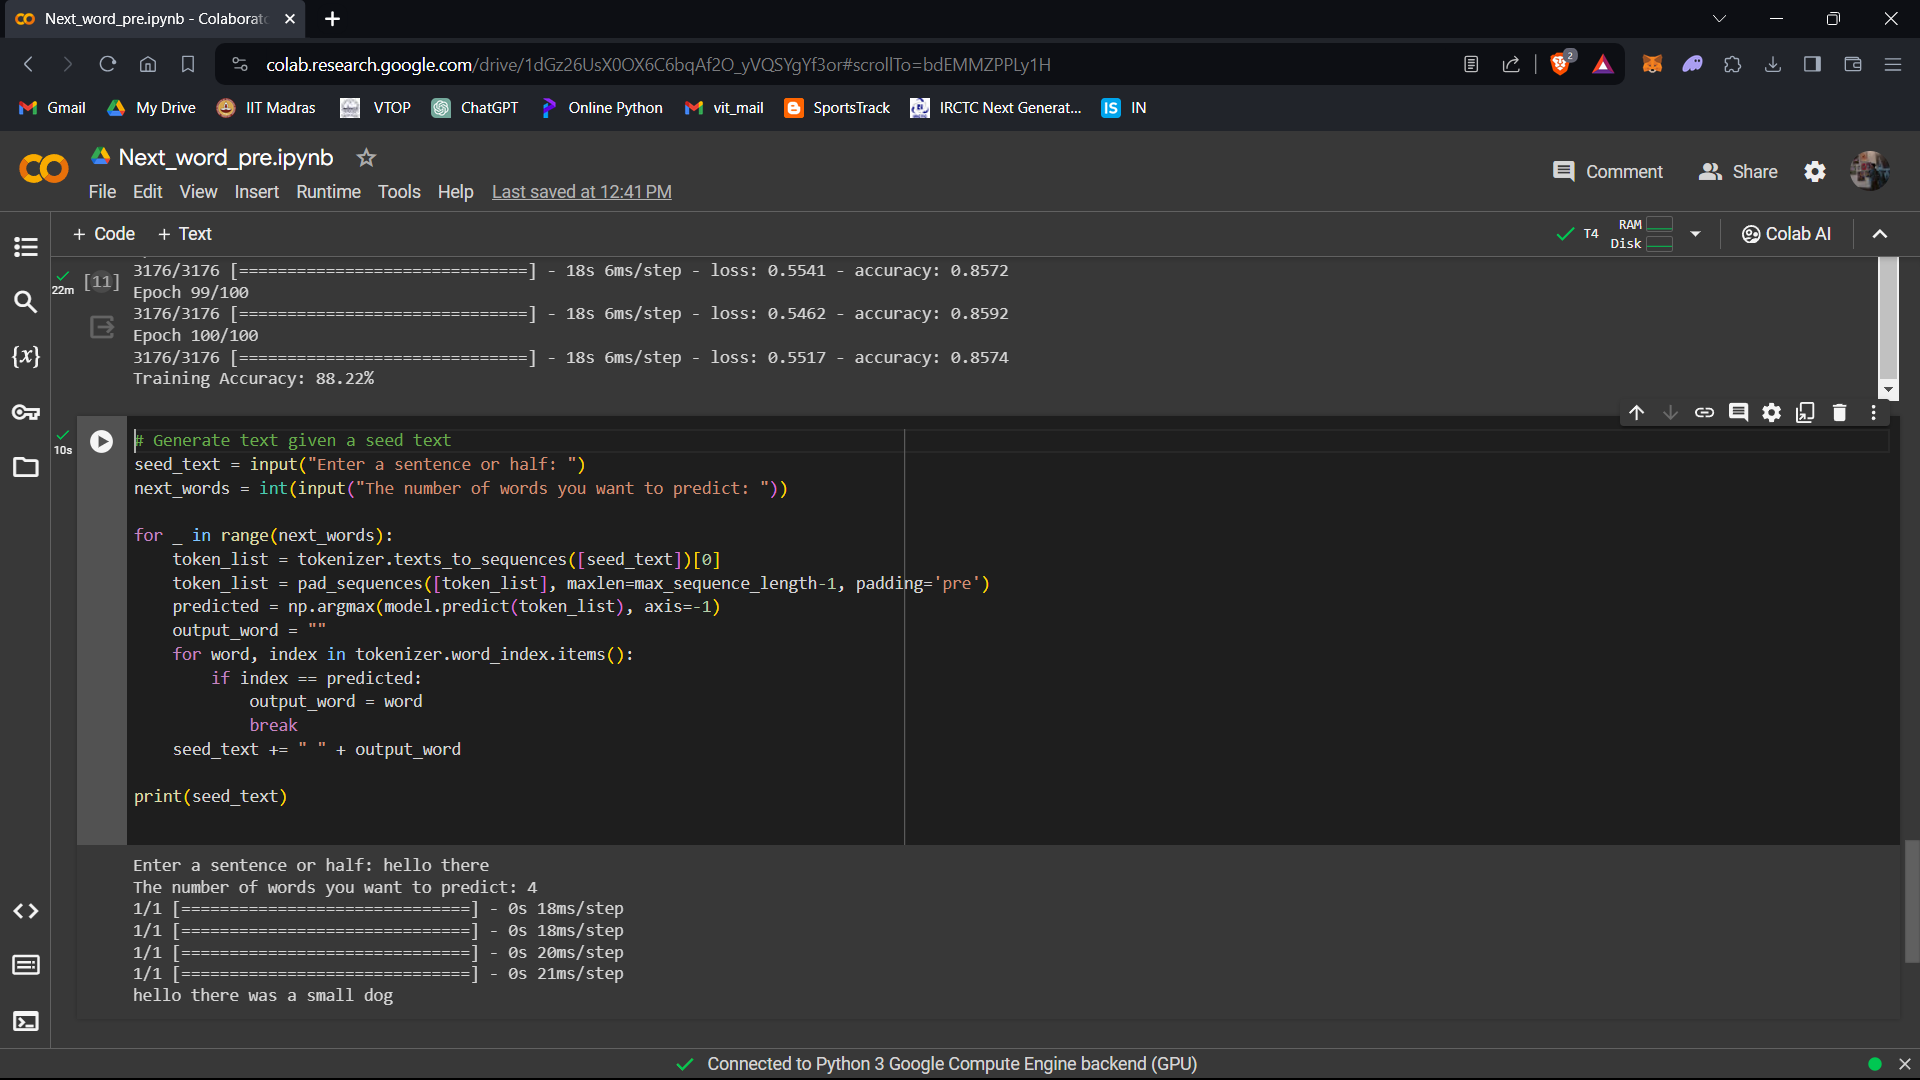 Next_word_pre.ipynb - Colaborat
colab.research.google.com/drive/1dGz26UsX0OX6C6bqAf2O_yVQSYgYf3or#scrollTo=bdEMMZPPLy1H
2
Gmail My Drive IIT Madras VTOP ChatGPT Online Python vit_mail SportsTrack IRCTC Next Generat... IS IN
Next_word_pre.ipynb
Comment Share
File Edit View Insert Runtime Tools Help Last saved at 12:41 PM
+ Code + Text
T4 RAM Disk Colab AI
22m [11]
3176/3176 [==============================] - 18s 6ms/step - loss: 0.5541 - accuracy: 0.8572
Epoch 99/100
3176/3176 [==============================] - 18s 6ms/step - loss: 0.5462 - accuracy: 0.8592
Epoch 100/100
3176/3176 [==============================] - 18s 6ms/step - loss: 0.5517 - accuracy: 0.8574
Training Accuracy: 88.22%
{x}
10s
# Generate text given a seed text
seed_text = input("Enter a sentence or half: ")
next_words = int(input("The number of words you want to predict: "))
for _ in range(next_words):
    token_list = tokenizer.texts_to_sequences([seed_text])[0]
    token_list = pad_sequences([token_list], maxlen=max_sequence_length-1, padding='pre')
    predicted = np.argmax(model.predict(token_list), axis=-1)
    output_word = ""
    for word, index in tokenizer.word_index.items():
        if index == predicted:
            output_word = word
            break
    seed_text += " " + output_word
print(seed_text)
Enter a sentence or half: hello there
The number of words you want to predict: 4
1/1 [==============================] - 0s 18ms/step
1/1 [==============================] - 0s 18ms/step
1/1 [==============================] - 0s 20ms/step
1/1 [==============================] - 0s 21ms/step
hello there was a small dog
Connected to Python 3 Google Compute Engine backend (GPU)